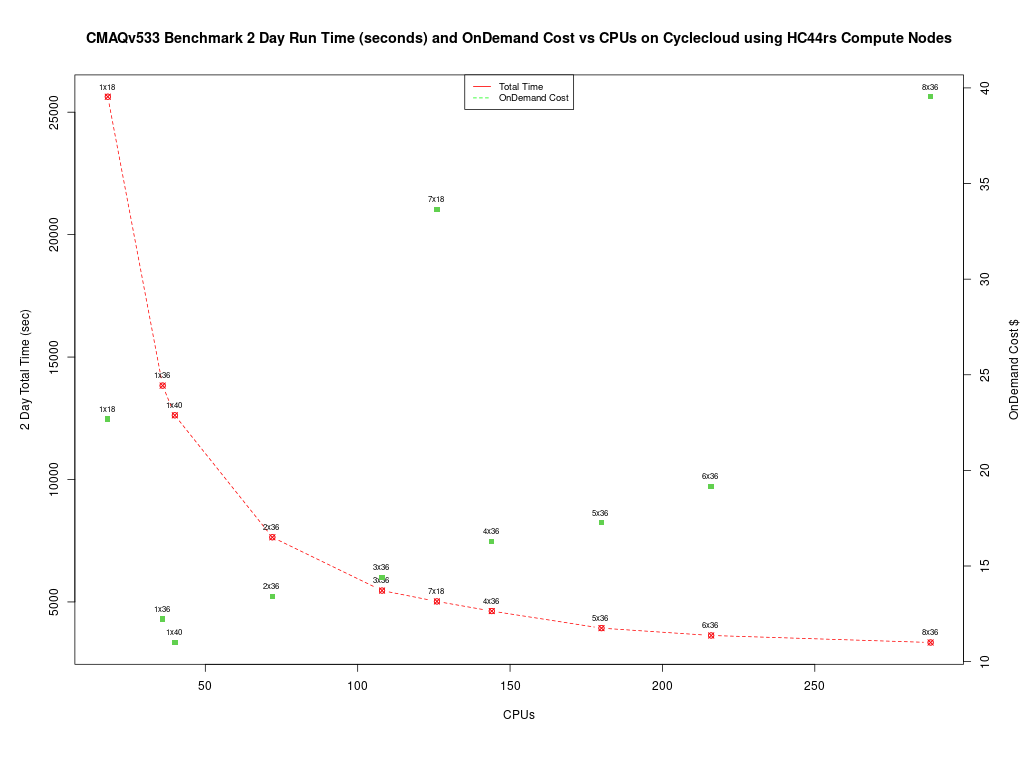 CMAQv533 Benchmark 2 Day Run Time (seconds) and OnDemand Cost vs CPUs on Cyclecloud using HC44rs Compute Nodes
Total Time
OnDemand Cost
2 Day Total Time (sec)
25000
20000
15000
10000
5000
OnDemand Cost $
40
35
30
25
20
15
10
1x18
1x36
1x40
2x36
3x36
7x18
4x36
5x36
6x36
8x36
1x18
1x36
1x40
2x36
3x36
7x18
4x36
5x36
6x36
8x36
50
100
150
200
250
CPUs